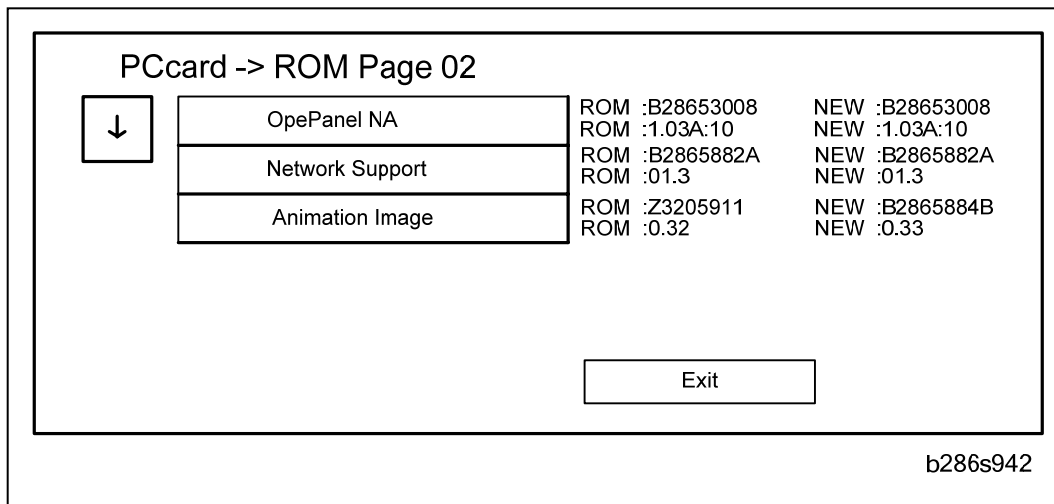 PCcard -> ROM Page 02
↓
OpePanel NA
ROM :B28653008 NEW :B28653008
ROM :1.03A:10 NEW :1.03A:10
Network Support
ROM :B2865882A NEW :B2865882A
ROM :01.3 NEW :01.3
Animation Image
ROM :Z3205911 NEW :B2865884B
ROM :0.32 NEW :0.33
Exit
b286s942